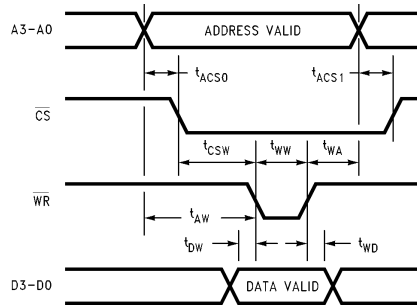 A3-A0 ADDRESS VALID
tACS0 tACS1
CS
tCSW tWW tWA
WR
tAW
tDW tWD
D3-D0 DATA VALID